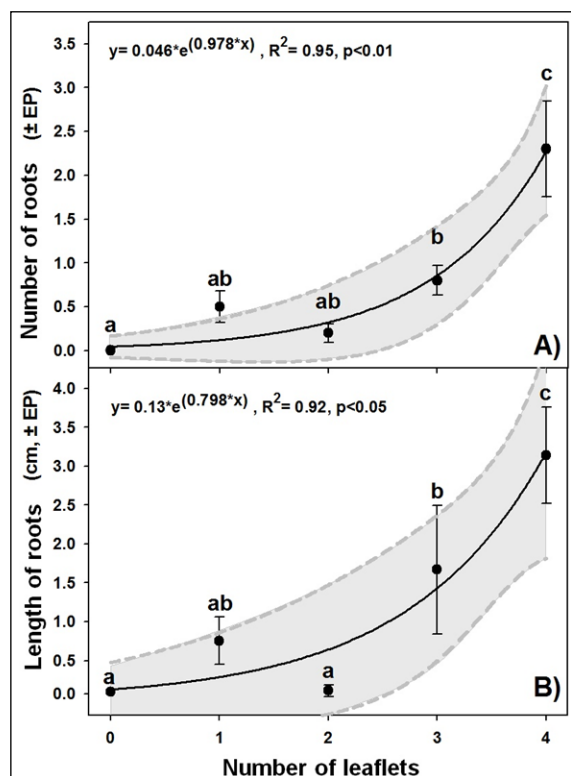 y= 0.046*e(0.978*x) , R2= 0.95, p<0.01
Number of roots (± EP)
3.5
3.0
2.5
2.0
1.5
1.0
0.5
0.0
a
ab
ab
b
c
A)
y= 0.13*e(0.798*x) , R2= 0.92, p<0.05
Length of roots (cm, ± EP)
4.0
3.5
3.0
2.5
2.0
1.5
1.0
0.5
0.0
a
ab
a
b
c
B)
0 1 2 3 4
Number of leaflets